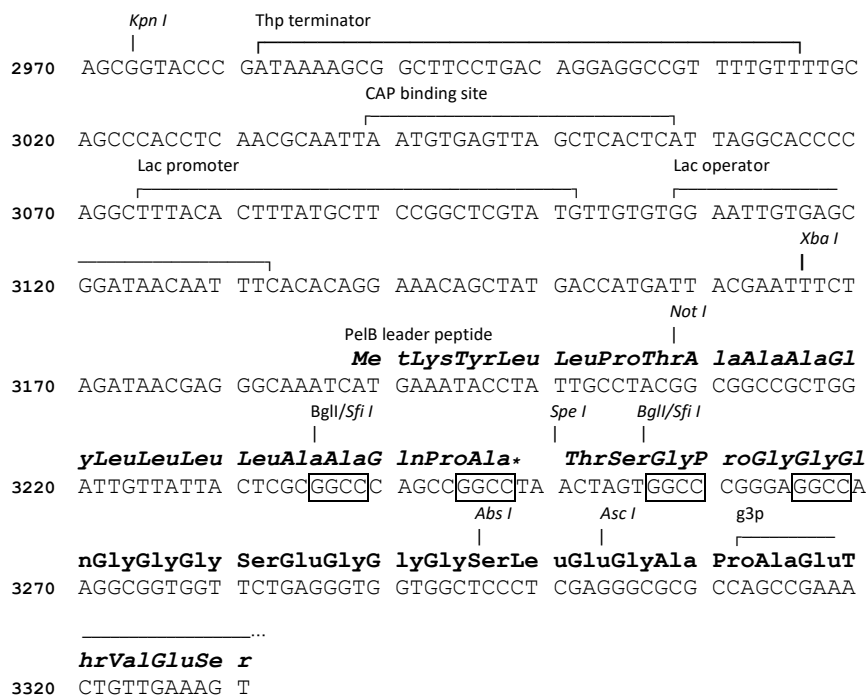 Kpn I Thp terminator
2970 AGCGGTACCC GATAAAAGCG GCTTCCTGAC AGGAGGCCGT TTTGTTTTGC
CAP binding site
3020 AGCCCACCTC AACGCAATTA ATGTGAGTTA GCTCACTCAT TAGGCACCCC
Lac promoter Lac operator
3070 AGGCTTTACA CTTTATGCTT CCGGCTCGTA TGTTGTGTGG AATTGTGAGC
Xba I
3120 GGATAACAAT TTCACACAGG AAACAGCTAT GACCATGATT ACGAATTTCT
Not I
PelB leader peptide
Me tLysTyrLeu LeuProThrA laAlaAlaGl
3170 AGATAACGAG GGCAAATCAT GAAATACCTA TTGCCTACGG CGGCCGCTGG
BglI/Sfi I Spe I BglI/Sfi I
yLeuLeuLeu LeuAlaAlaG lnProAla* ThrSerGlyP roGlyGlyGl
3220 ATTGTTATTA CTCGCGGCCC AGCCGGCCTA ACTAGTGGCC CGGGAGGCCA
Abs I Asc I g3p
nGlyGlyGly SerGluGlyG lyGlySerLe uGluGlyAla ProAlaGluT
3270 AGGCGGTGGT TCTGAGGGTG GTGGCTCCCT CGAGGGCGCG CCAGCCGAAA
...
hrValGluSe r
3320 CTGTTGAAAG T